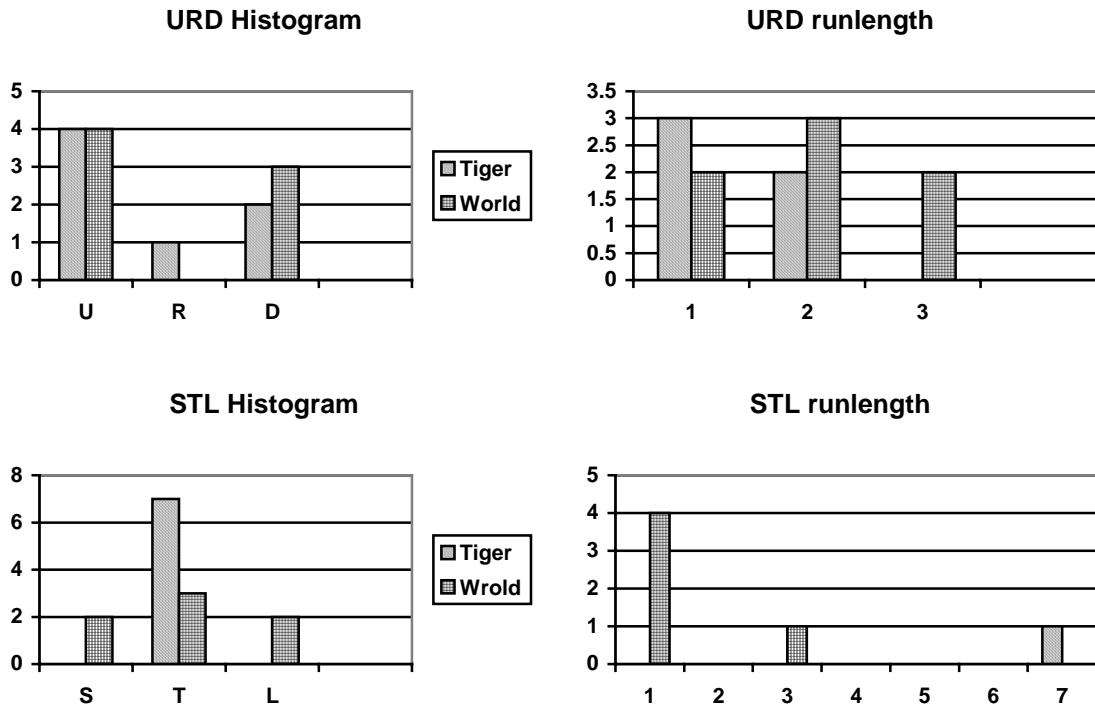 URD Histogram
5
4
3
2
1
0
U R D
Tiger
World
URD runlength
3.5
3
2.5
2
1.5
1
0.5
0
1 2 3
STL Histogram
8
6
4
2
0
S T L
Tiger
Wrold
STL runlength
5
4
3
2
1
0
1 2 3 4 5 6 7